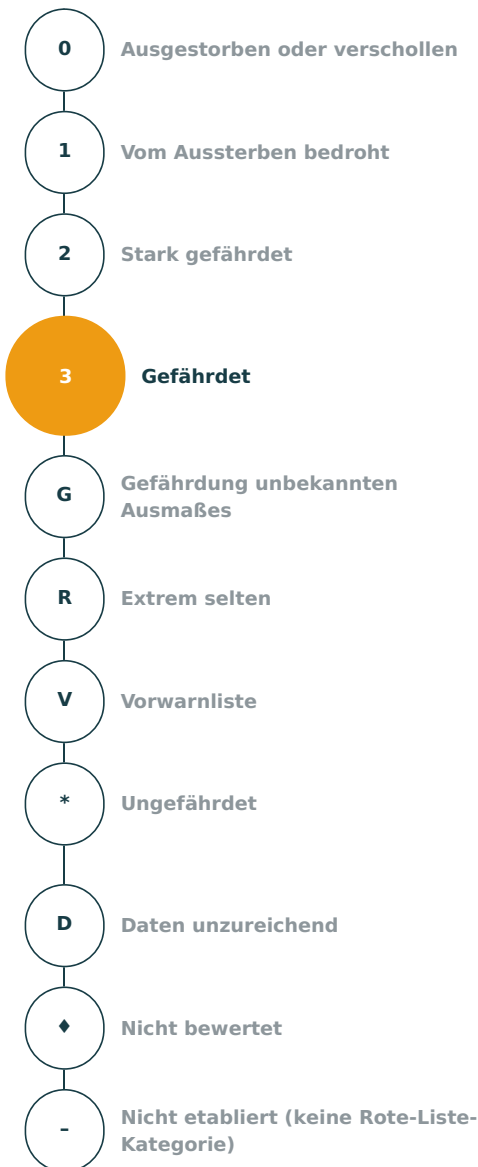 0 Ausgestorben oder verschollen
1 Vom Aussterben bedroht
2 Stark gefährdet
3 Gefährdet
G Gefährdung unbekannten
Ausmaßes
R Extrem selten
V Vorwarnliste
* Ungefährdet
D Daten unzureichend
♦ Nicht bewertet
– Nicht etabliert (keine Rote-Liste-
Kategorie)